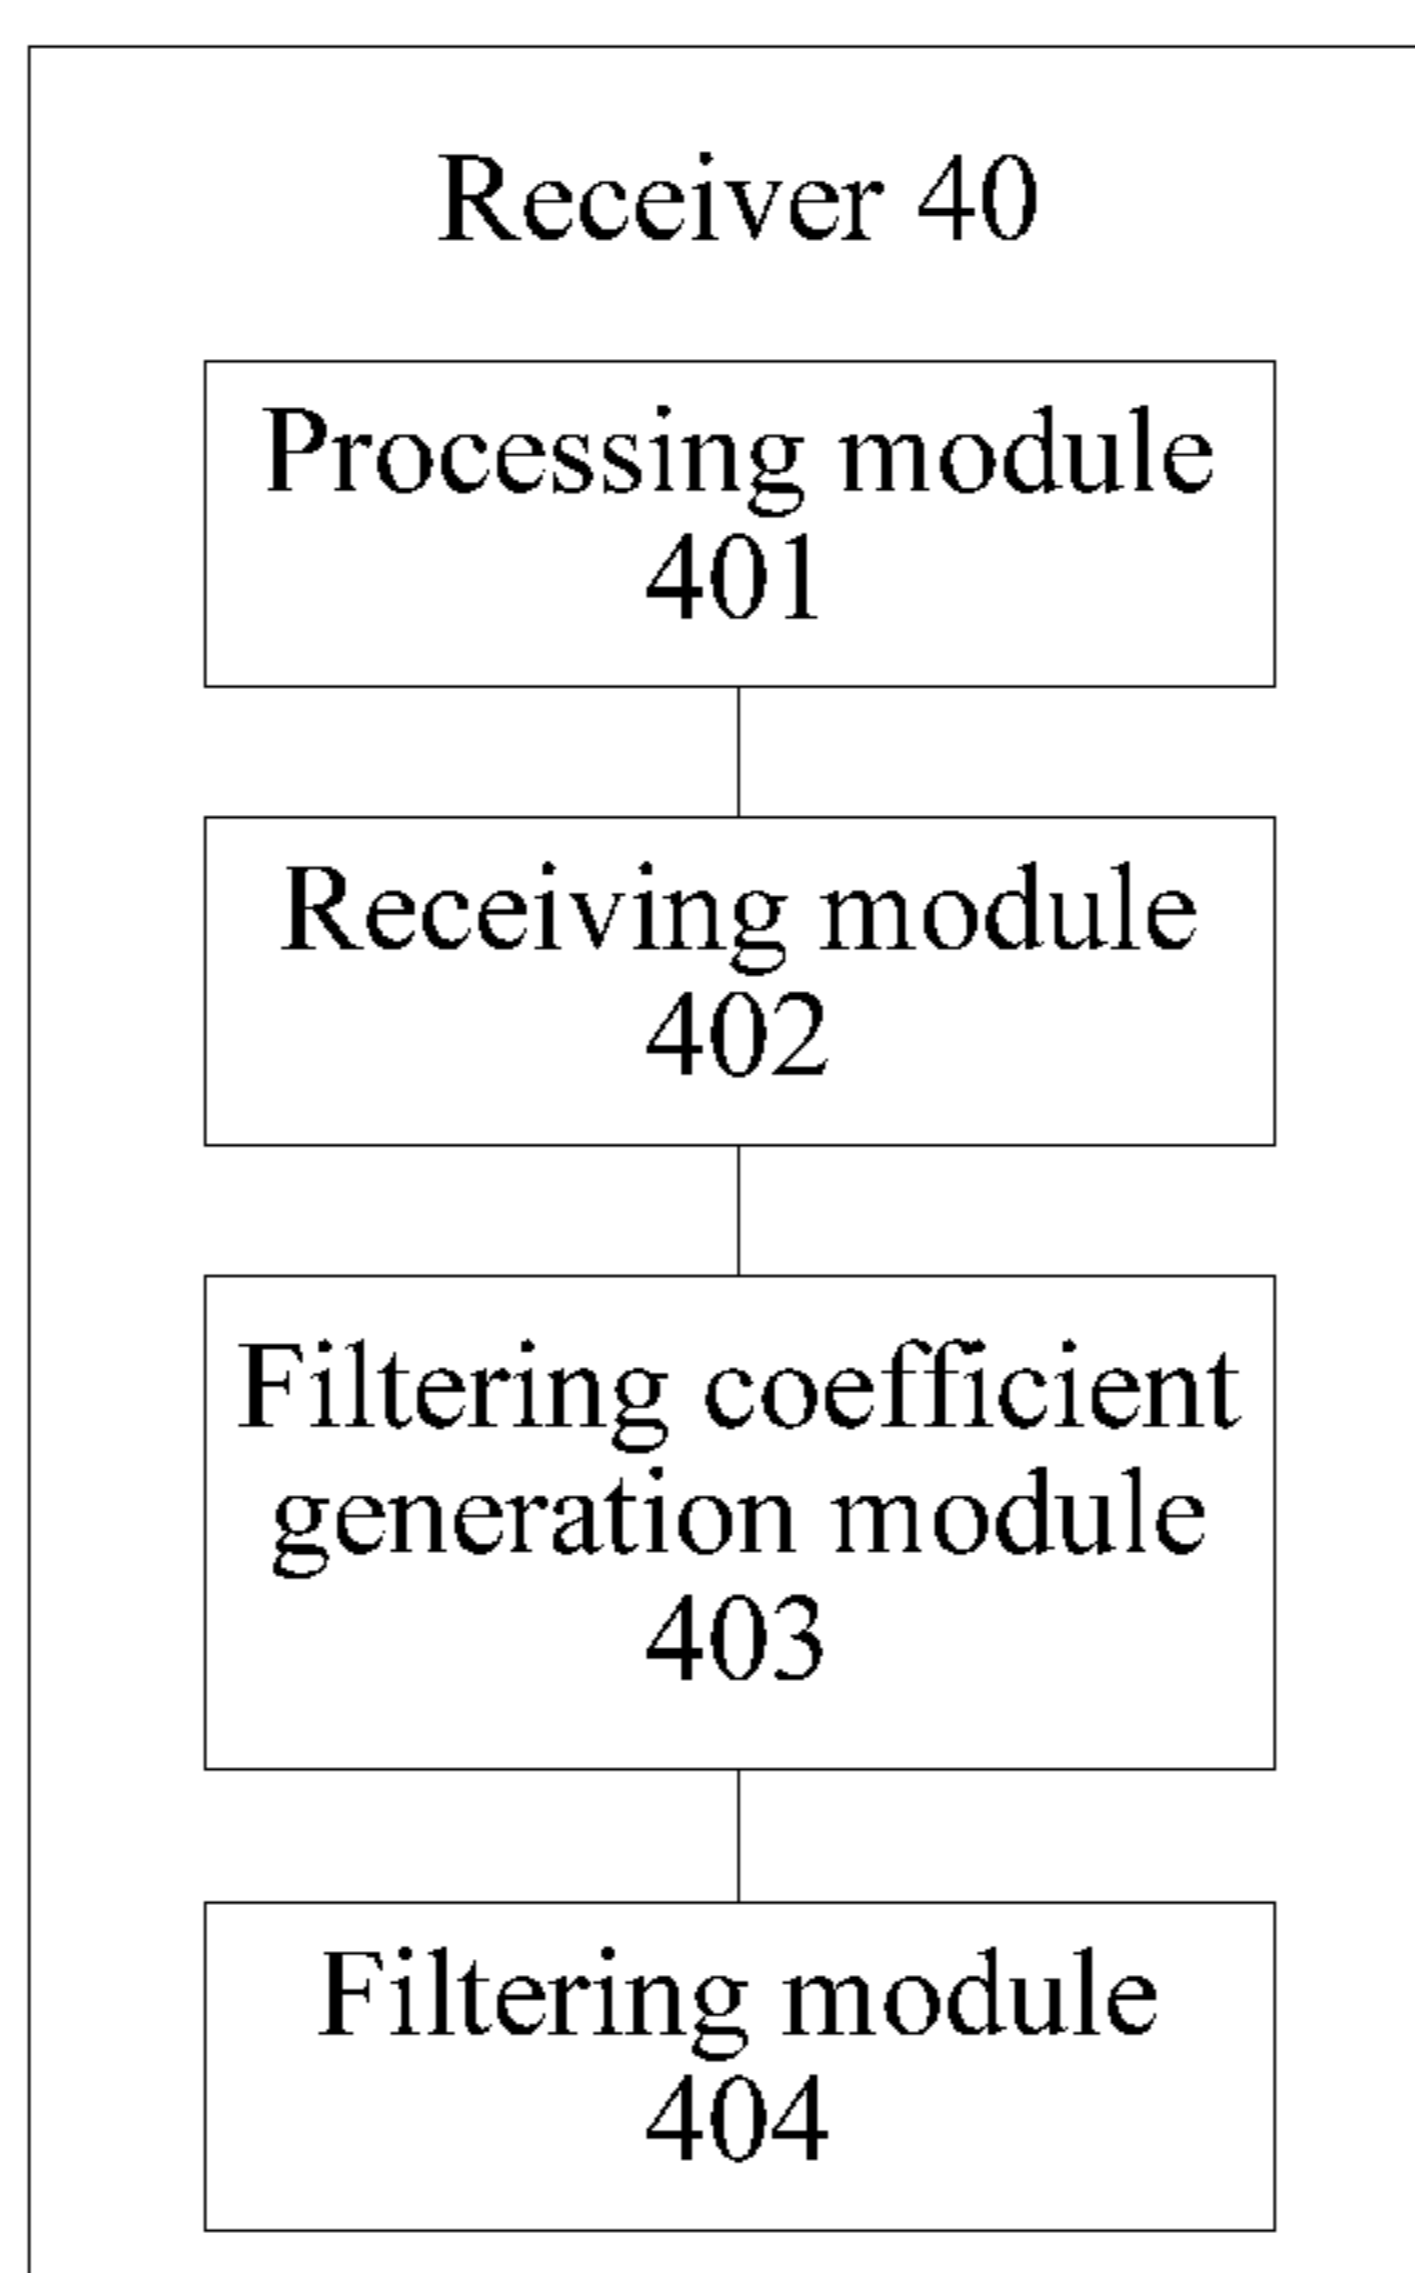 Receiver 40
Processing module
401
Receiving module
402
Filtering coefficient
generation module
403
Filtering module
404